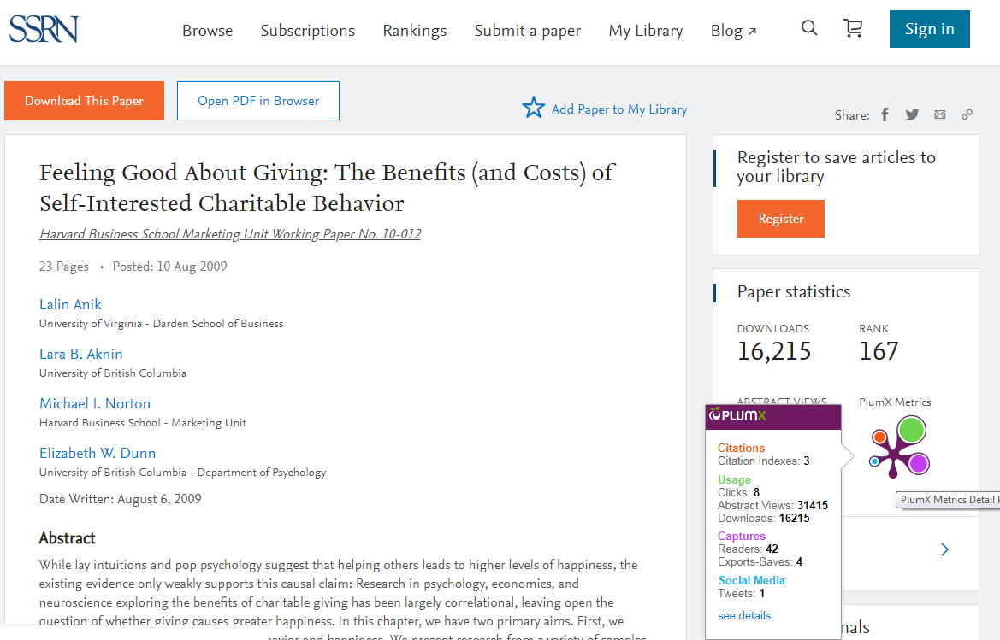 SSRN
Browse Subscriptions Rankings Submit a paper My Library Blog ↗
Sign in
Download This Paper
Open PDF in Browser
Add Paper to My Library
Share:
Feeling Good About Giving: The Benefits (and Costs) of
Self-Interested Charitable Behavior
Harvard Business School Marketing Unit Working Paper No. 10-012
23 Pages • Posted: 10 Aug 2009
Lalin Anik
University of Virginia - Darden School of Business
Lara B. Aknin
University of British Columbia
Michael I. Norton
Harvard Business School - Marketing Unit
Elizabeth W. Dunn
University of British Columbia - Department of Psychology
Date Written: August 6, 2009
Abstract
While lay intuitions and pop psychology suggest that helping others leads to higher levels of happiness, the
existing evidence only weakly supports this causal claim: Research in psychology, economics, and
neuroscience exploring the benefits of charitable giving has been largely correlational, leaving open the
question of whether giving causes greater happiness. In this chapter, we have two primary aims. First, we
and happiness. We present research from a variety of samples
Register to save articles to
your library
Register
Paper statistics
DOWNLOADS
16,215
RANK
167
ABSTRACT VIEWS
PlumX Metrics
PLUMX
Citations
Citation Indexes: 3
Usage
Clicks: 8
Abstract Views: 31415
Downloads: 16215
Captures
Readers: 42
Exports-Saves: 4
Social Media
Tweets: 1
see details
PlumX Metrics Detail